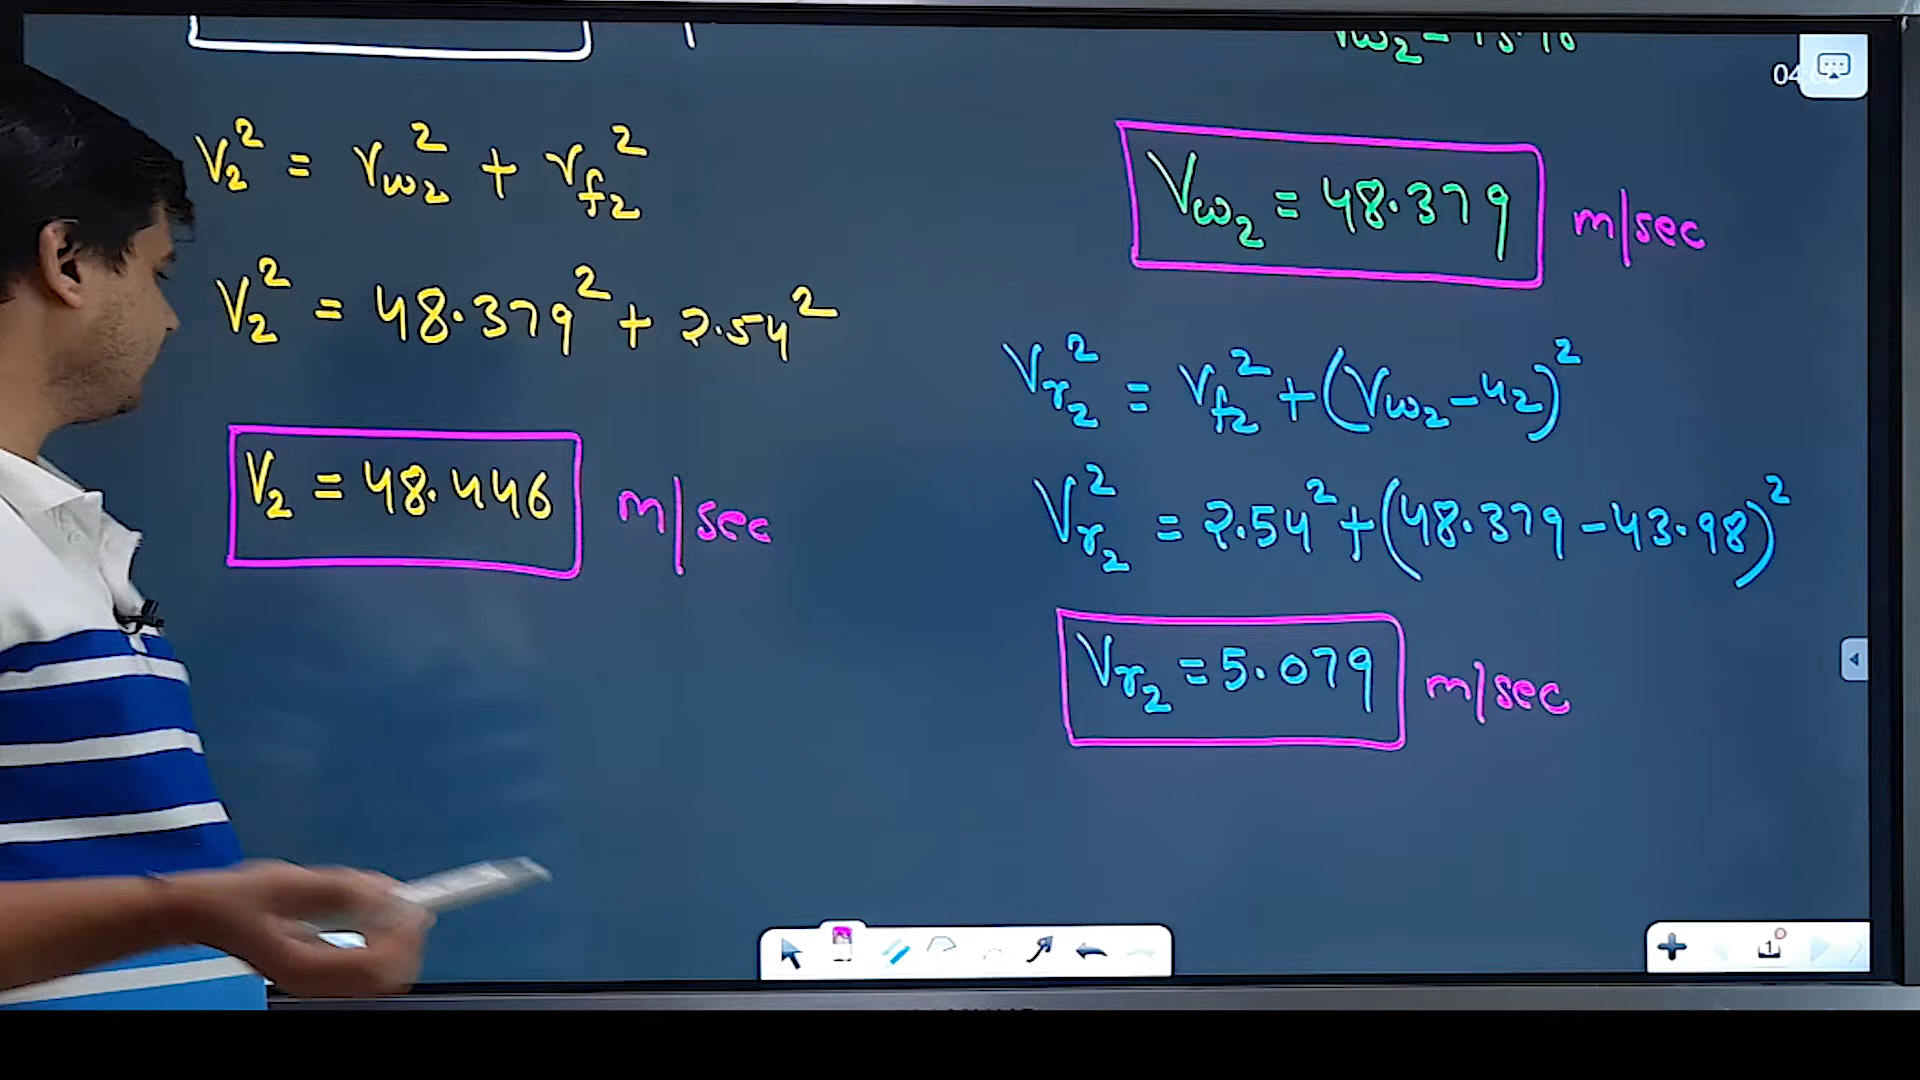 V₂² = Vw₂² + Vf₂²
V₂² = 48.379² + 2.54²
V₂ = 48.446 m/sec
Vw₂ = 48.379 m/sec
Vr₂² = Vf₂² + (Vw₂ - u₂)²
Vr₂² = 2.54² + (48.379 - 43.98)²
Vr₂ = 5.079 m/sec
1